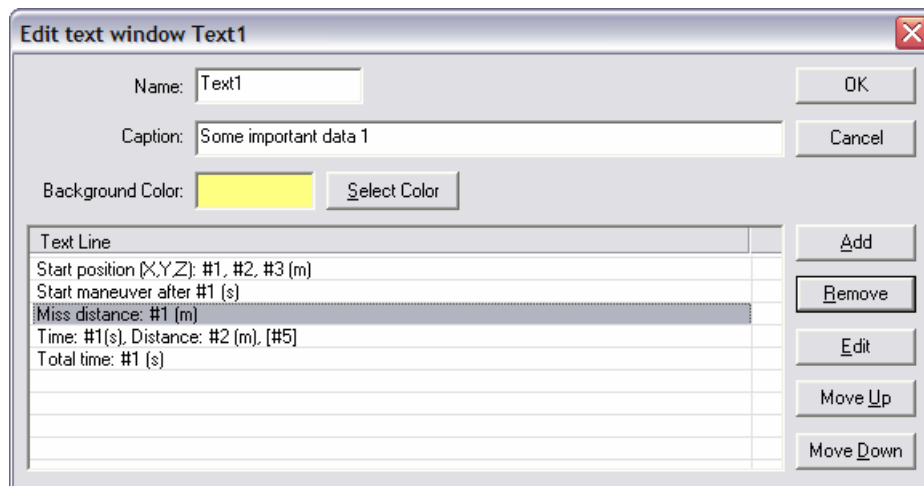 Edit text window Text1
Name: Text1
OK
Caption: Some important data 1
Cancel
Background Color:
Select Color
Text Line
Add
Start position (X,Y,Z): #1, #2, #3 (m)
Start maneuver after #1 (s)
Remove
Miss distance: #1 (m)
Time: #1(s), Distance: #2 (m), [#5]
Edit
Total time: #1 (s)
Move Up
Move Down